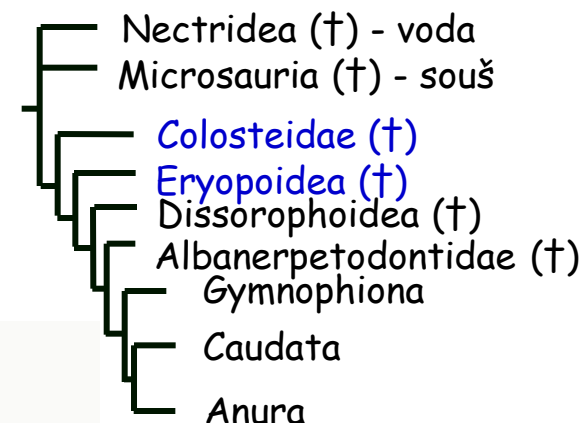 Nectridea (†) - voda
Microsauria (†) - souš
Colosteidae (†)
Eryopoidea (†)
Dissorophoidea (†)
Albanerpetodontidae (†)
Gymnophiona
Caudata
Anura